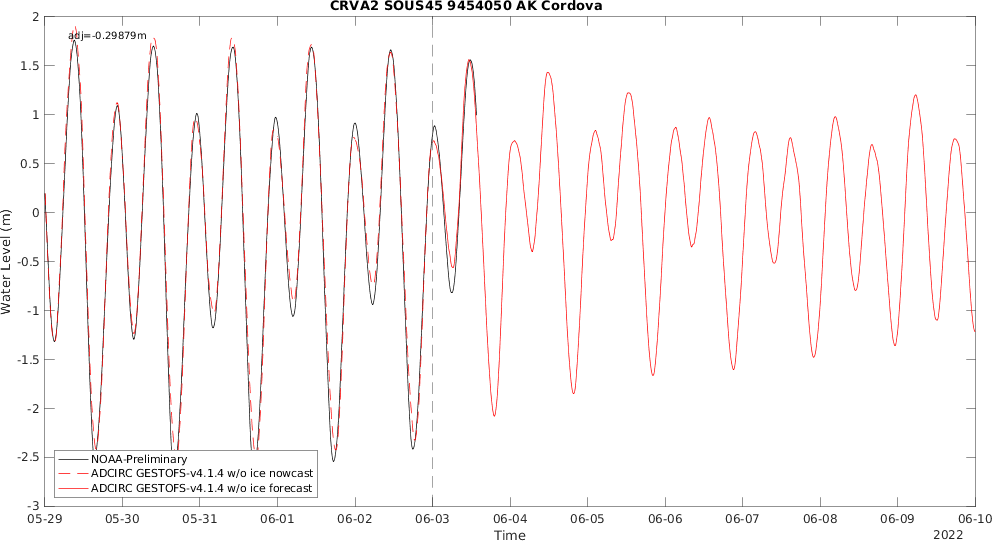 CRVA2 SOUS45 9454050 AK Cordova
adj=-0.29879m
2
1.5
1
0.5
0
-0.5
-1
-1.5
-2
-2.5
-3
Water Level (m)
NOAA-Preliminary
ADCIRC GESTOFS-v4.1.4 w/o ice nowcast
ADCIRC GESTOFS-v4.1.4 w/o ice forecast
05-29 05-30 05-31 06-01 06-02 06-03 06-04 06-05 06-06 06-07 06-08 06-09 06-10
Time
2022